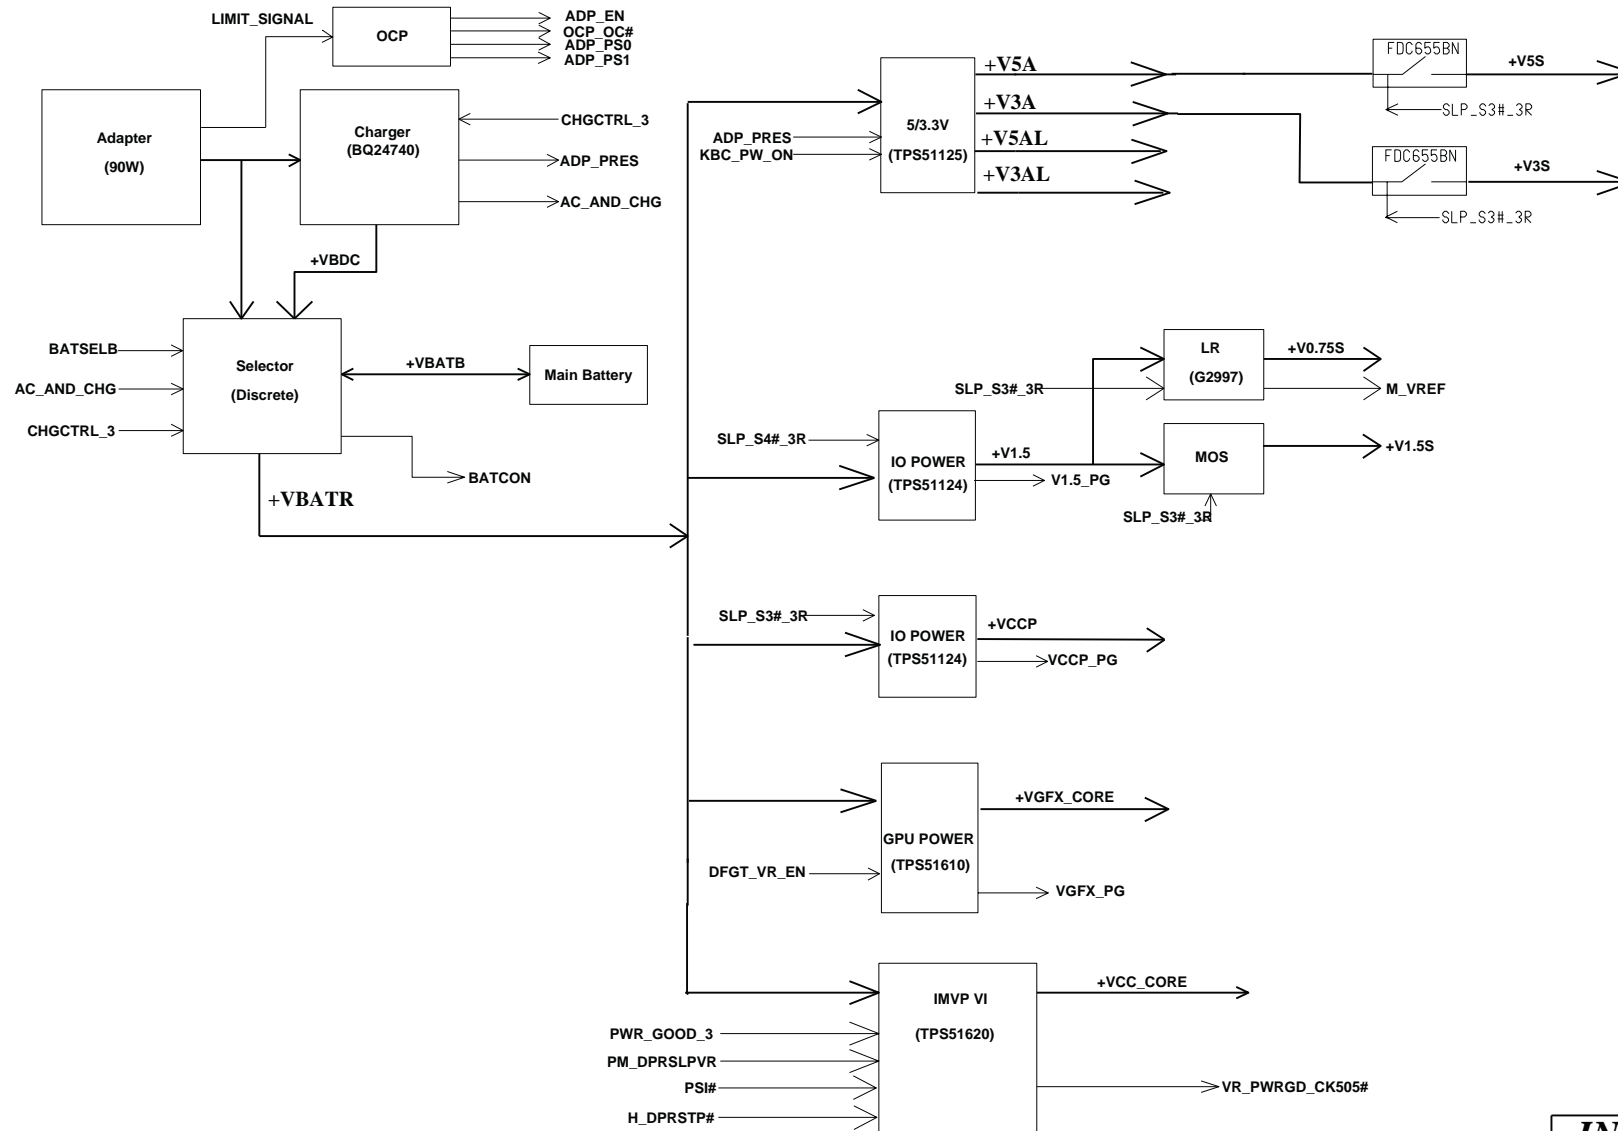 LIMIT_SIGNAL
OCP
ADP_EN
OCP_OC#
ADP_PS0
ADP_PS1
Adapter
(90W)
Charger
(BQ24740)
CHGCTRL_3
ADP_PRES
AC_AND_CHG
+VBDC
BATSELB
AC_AND_CHG
CHGCTRL_3
Selector
(Discrete)
+VBATB
Main Battery
BATCON
+VBATR
ADP_PRES
KBC_PW_ON
5/3.3V
(TPS51125)
+V5A
+V3A
+V5AL
+V3AL
FDC655BN
+V5S
SLP_S3#_3R
FDC655BN
+V3S
SLP_S3#_3R
SLP_S4#_3R
IO POWER
(TPS51124)
+V1.5
V1.5_PG
SLP_S3#_3R
LR
(G2997)
+V0.75S
M_VREF
MOS
+V1.5S
SLP_S3#_3R
SLP_S3#_3R
IO POWER
(TPS51124)
+VCCP
VCCP_PG
GPU POWER
(TPS51610)
+VGFX_CORE
DFGT_VR_EN
VGFX_PG
IMVP VI
(TPS51620)
+VCC_CORE
PWR_GOOD_3
PM_DPRSLPVR
PSI#
H_DPRSTP#
VR_PWRGD_CK505#